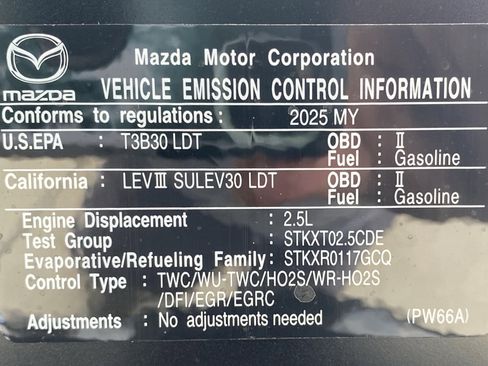 Mazda Motor Corporation
mazda VEHICLE EMISSION CONTROL INFORMATION
Conforms to regulations: 2025 MY
U.S.EPA : T3B30 LDT OBD : II
Fuel : Gasoline
California : LEVIII SULEV30 LDT OBD : II
Fuel : Gasoline
Engine Displacement : 2.5L
Test Group : STKXT02.5CDE
Evaporative/Refueling Family : STKXR0117GCQ
Control Type : TWC/WU-TWC/HO2S/WR-HO2S
/DFI/EGR/EGRC
Adjustments : No adjustments needed (PW66A)